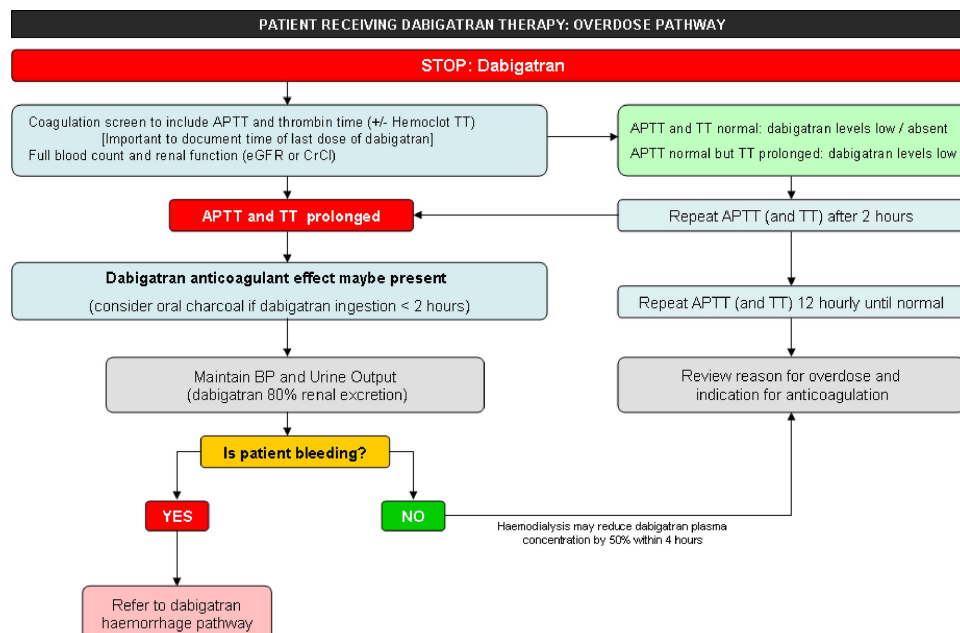 PATIENT RECEIVING DABIGATRAN THERAPY: OVERDOSE PATHWAY
STOP: Dabigatran
Coagulation screen to include APTT and thrombin time (+/- Hemoclot TT)
[Important to document time of last dose of dabigatran]
Full blood count and renal function (eGFR or CrCl)
APTT and TT normal: dabigatran levels low / absent
APTT normal but TT prolonged: dabigatran levels low
APTT and TT prolonged
Repeat APTT (and TT) after 2 hours
Dabigatran anticoagulant effect maybe present
(consider oral charcoal if dabigatran ingestion < 2 hours)
Repeat APTT (and TT) 12 hourly until normal
Maintain BP and Urine Output
(dabigatran 80% renal excretion)
Review reason for overdose and
indication for anticoagulation
Is patient bleeding?
YES
NO
Haemodialysis may reduce dabigatran plasma
concentration by 50% within 4 hours
Refer to dabigatran
haemorrhage pathway